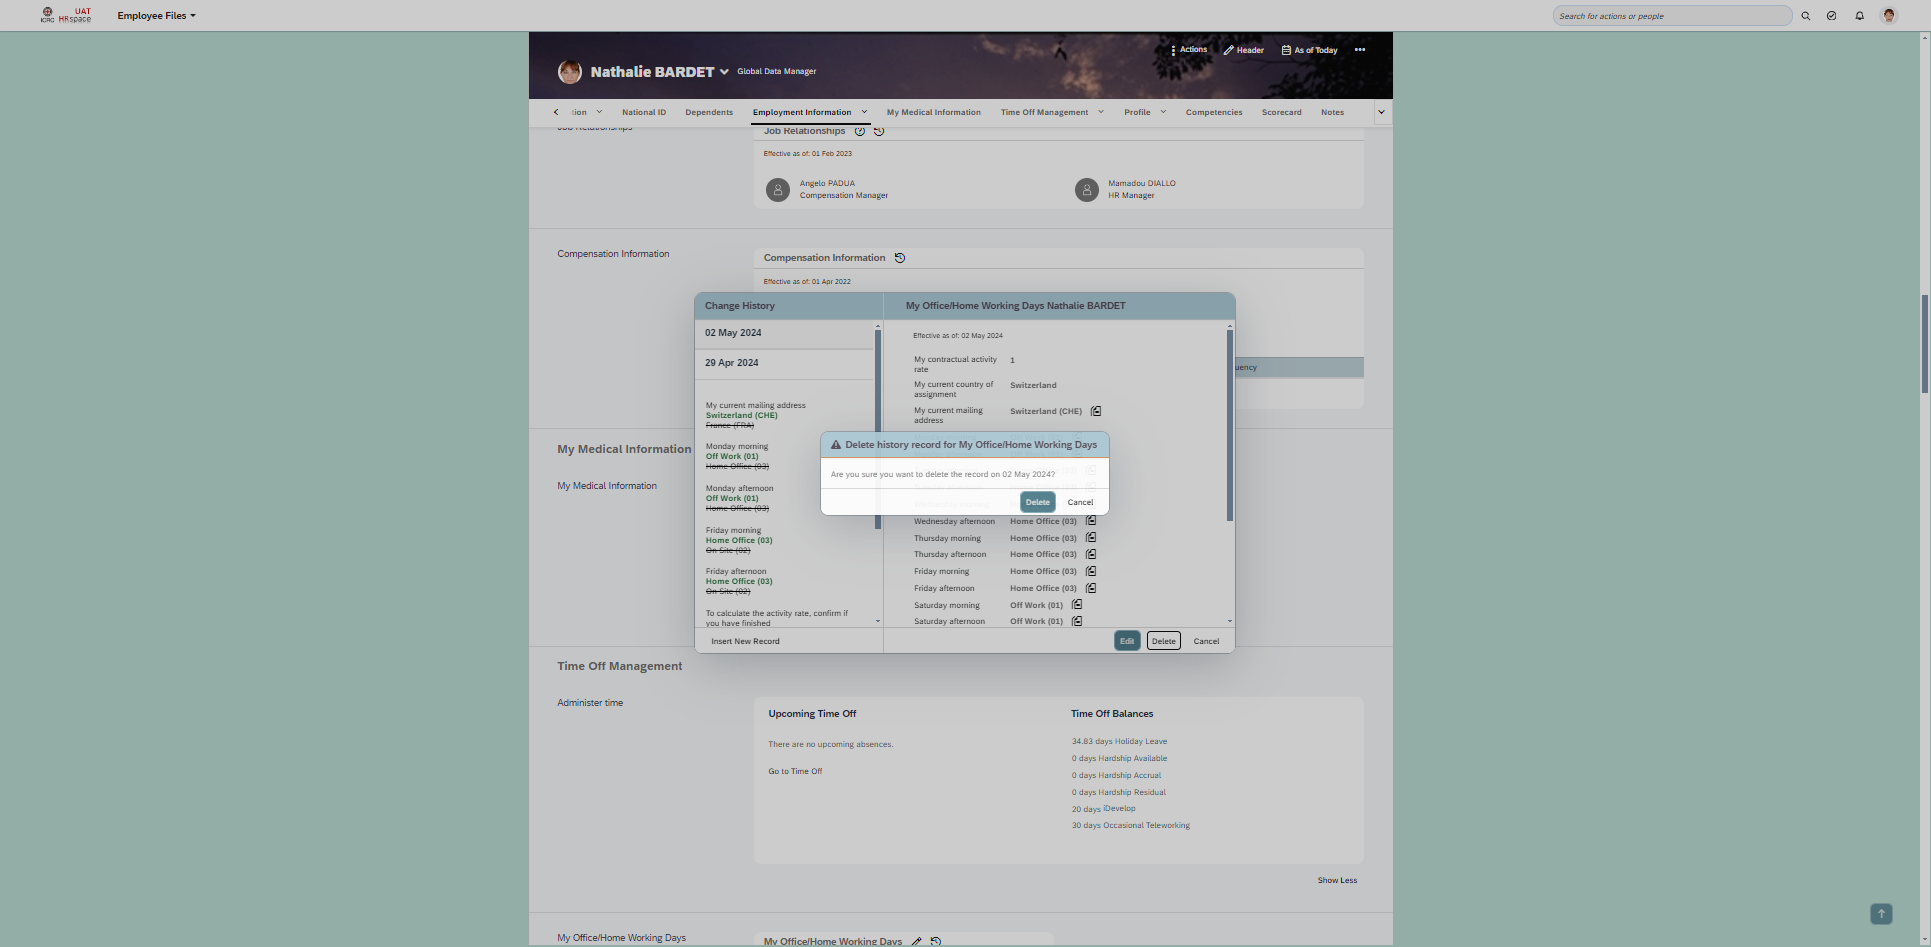 ICRC
UAT
HRspace
Employee Files
Search for actions or people
Actions
Header
As of Today
Nathalie BARDET
Global Data Manager
tion
National ID
Dependents
Employment Information
My Medical Information
Time Off Management
Profile
Competencies
Scorecard
Notes
Job Relationships
Job Relationships
Effective as of: 01 Feb 2023
Angelo PADUA
Compensation Manager
Mamadou DIALLO
HR Manager
Compensation Information
Compensation Information
Effective as of: 01 Apr 2022
uency
Change History
My Office/Home Working Days Nathalie BARDET
02 May 2024
29 Apr 2024
My current mailing address
Switzerland (CHE)
France (FRA)
Monday morning
Off Work (01)
Home Office (03)
Monday afternoon
Off Work (01)
Home Office (03)
Friday morning
Home Office (03)
On-Site (02)
Friday afternoon
Home Office (03)
On-Site (02)
To calculate the activity rate, confirm if
you have finished
Insert New Record
Effective as of: 02 May 2024
My contractual activity
rate
1
My current country of
assignment
Switzerland
My current mailing
address
Switzerland (CHE)
Delete history record for My Office/Home Working Days
Are you sure you want to delete the record on 02 May 2024?
Delete
Cancel
Wednesday afternoon
Home Office (03)
Thursday morning
Home Office (03)
Thursday afternoon
Home Office (03)
Friday morning
Home Office (03)
Friday afternoon
Home Office (03)
Saturday morning
Off Work (01)
Saturday afternoon
Off Work (01)
Edit
Delete
Cancel
My Medical Information
My Medical Information
Time Off Management
Administer time
Upcoming Time Off
There are no upcoming absences.
Go to Time Off
Time Off Balances
34.83 days Holiday Leave
0 days Hardship Available
0 days Hardship Accrual
0 days Hardship Residual
20 days iDevelop
30 days Occasional Teleworking
Show Less
My Office/Home Working Days
My Office/Home Working Days